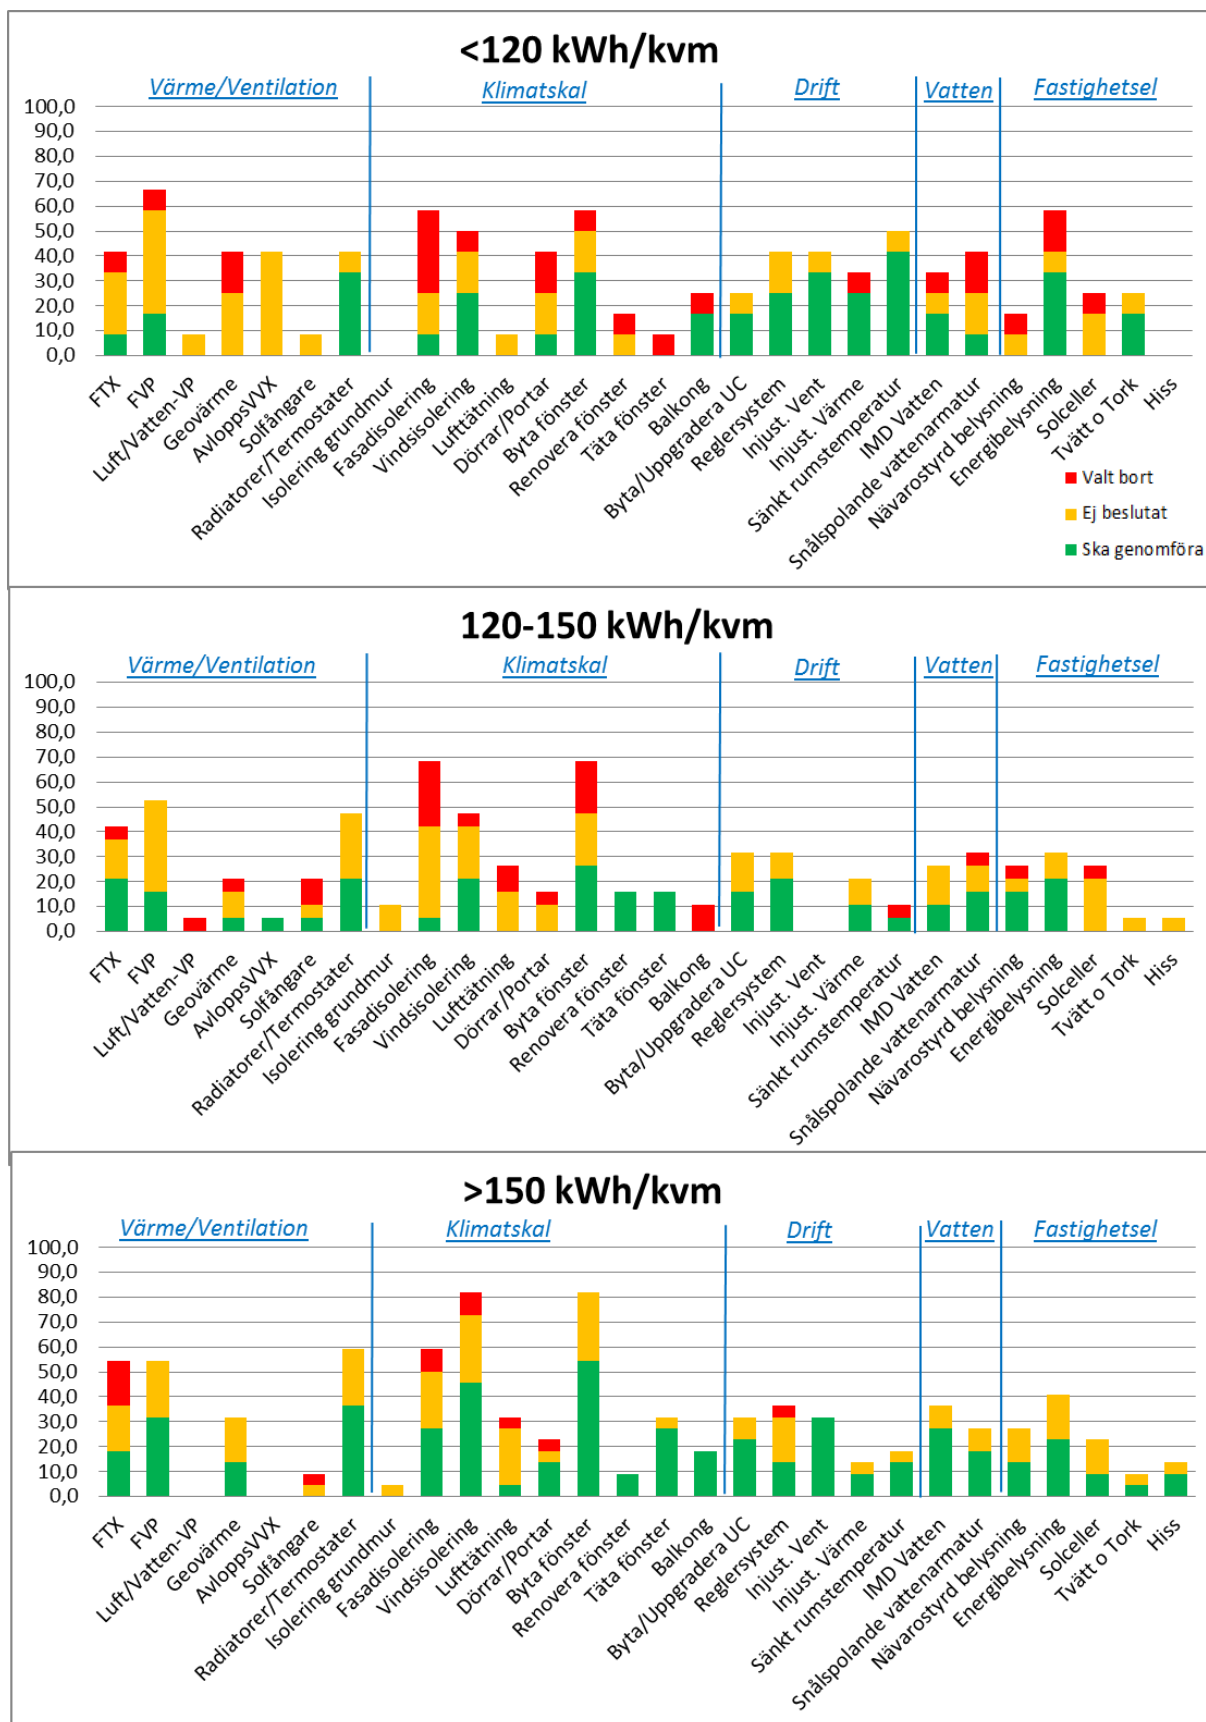 <120 kWh/kvm
Värme/Ventilation Klimatskal Drift Vatten Fastighetsel
100,0
90,0
80,0
70,0
60,0
50,0
40,0
30,0
20,0
10,0
0,0
FTX
FVP
Luft/Vatten-VP
Geovärme
AvloppsVVX
Solfångare
Radiatorer/Termostater
Isolering grundmur
Fasadisolering
Vindsisolering
Lufttätning
Dörrar/Portar
Byta fönster
Renovera fönster
Täta fönster
Balkong
Byta/Uppgradera UC
Reglersystem
Injust. Vent
Injust. Värme
Sänkt rumstemperatur
IMD Vatten
Snålspolande vattenarmatur
Nävarostyrd belysning
Energibelysning
Solceller
Tvätt o Tork
Hiss
Valt bort
Ej beslutat
Ska genomföra
120-150 kWh/kvm
Värme/Ventilation Klimatskal Drift Vatten Fastighetsel
100,0
90,0
80,0
70,0
60,0
50,0
40,0
30,0
20,0
10,0
0,0
FTX
FVP
Luft/Vatten-VP
Geovärme
AvloppsVVX
Solfångare
Radiatorer/Termostater
Isolering grundmur
Fasadisolering
Vindsisolering
Lufttätning
Dörrar/Portar
Byta fönster
Renovera fönster
Täta fönster
Balkong
Byta/Uppgradera UC
Reglersystem
Injust. Vent
Injust. Värme
Sänkt rumstemperatur
IMD Vatten
Snålspolande vattenarmatur
Nävarostyrd belysning
Energibelysning
Solceller
Tvätt o Tork
Hiss
>150 kWh/kvm
Värme/Ventilation Klimatskal Drift Vatten Fastighetsel
100,0
90,0
80,0
70,0
60,0
50,0
40,0
30,0
20,0
10,0
0,0
FTX
FVP
Luft/Vatten-VP
Geovärme
AvloppsVVX
Solfångare
Radiatorer/Termostater
Isolering grundmur
Fasadisolering
Vindsisolering
Lufttätning
Dörrar/Portar
Byta fönster
Renovera fönster
Täta fönster
Balkong
Byta/Uppgradera UC
Reglersystem
Injust. Vent
Injust. Värme
Sänkt rumstemperatur
IMD Vatten
Snålspolande vattenarmatur
Nävarostyrd belysning
Energibelysning
Solceller
Tvätt o Tork
Hiss